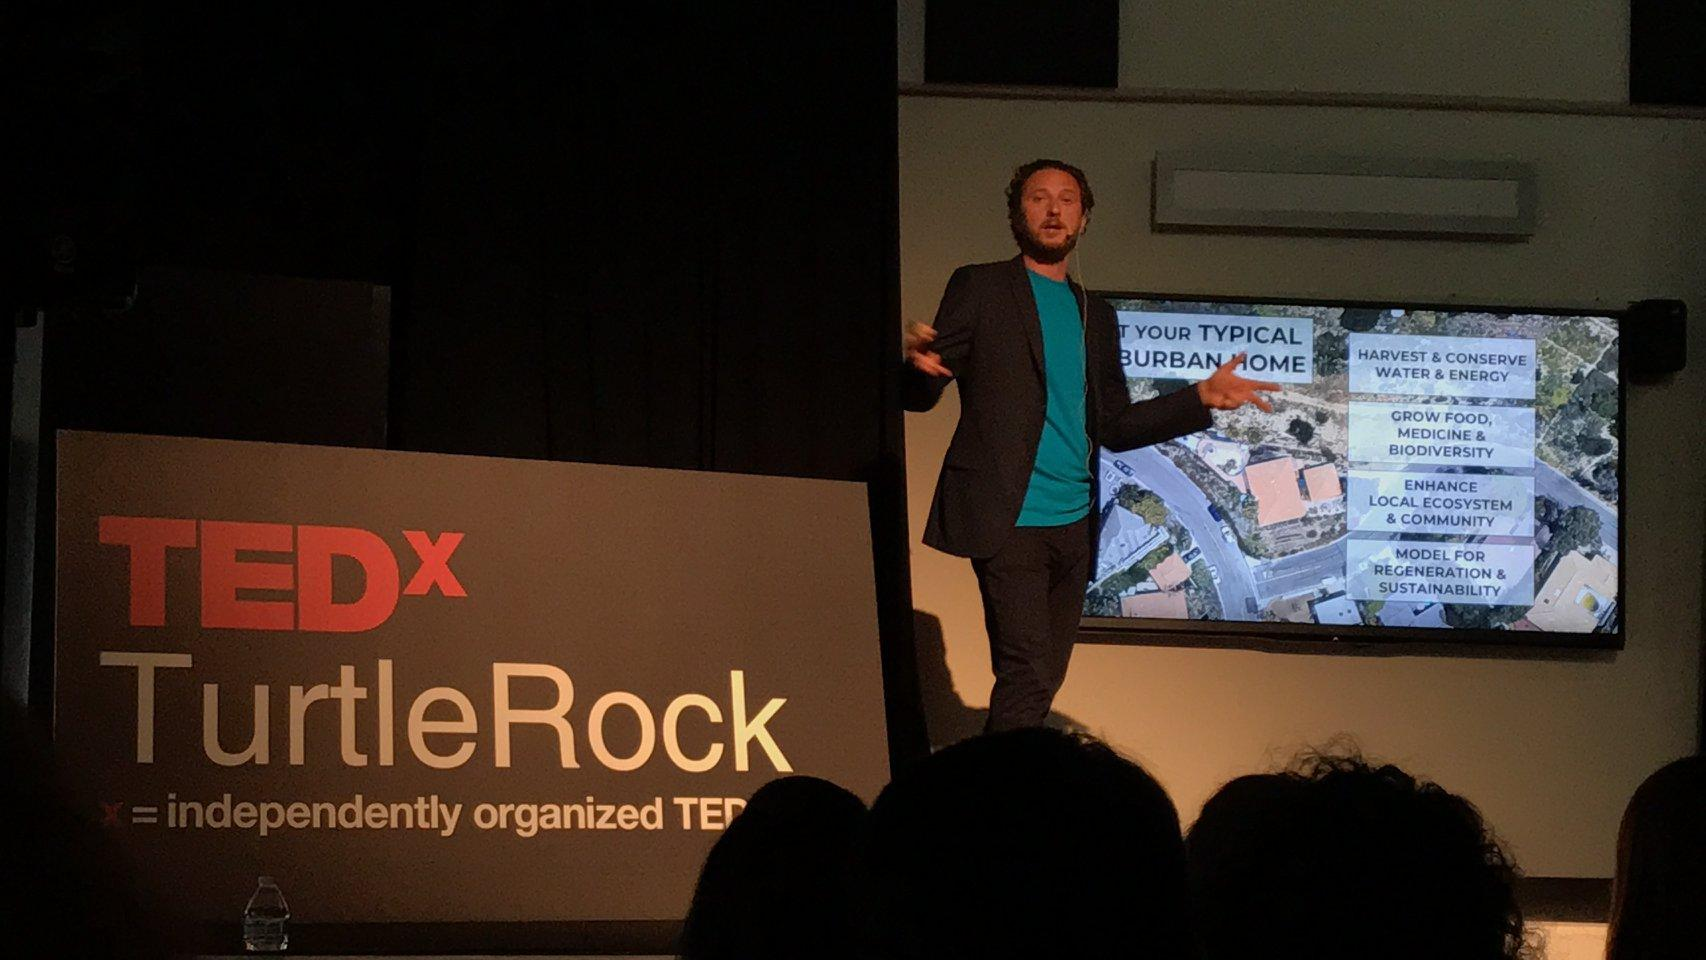 TEDx
TurtleRock
x = independently organized TED
T YOUR TYPICAL
BURBAN HOME
HARVEST & CONSERVE
WATER & ENERGY
GROW FOOD,
MEDICINE &
BIODIVERSITY
ENHANCE
LOCAL ECOSYSTEM
& COMMUNITY
MODEL FOR
REGENERATION &
SUSTAINABILITY